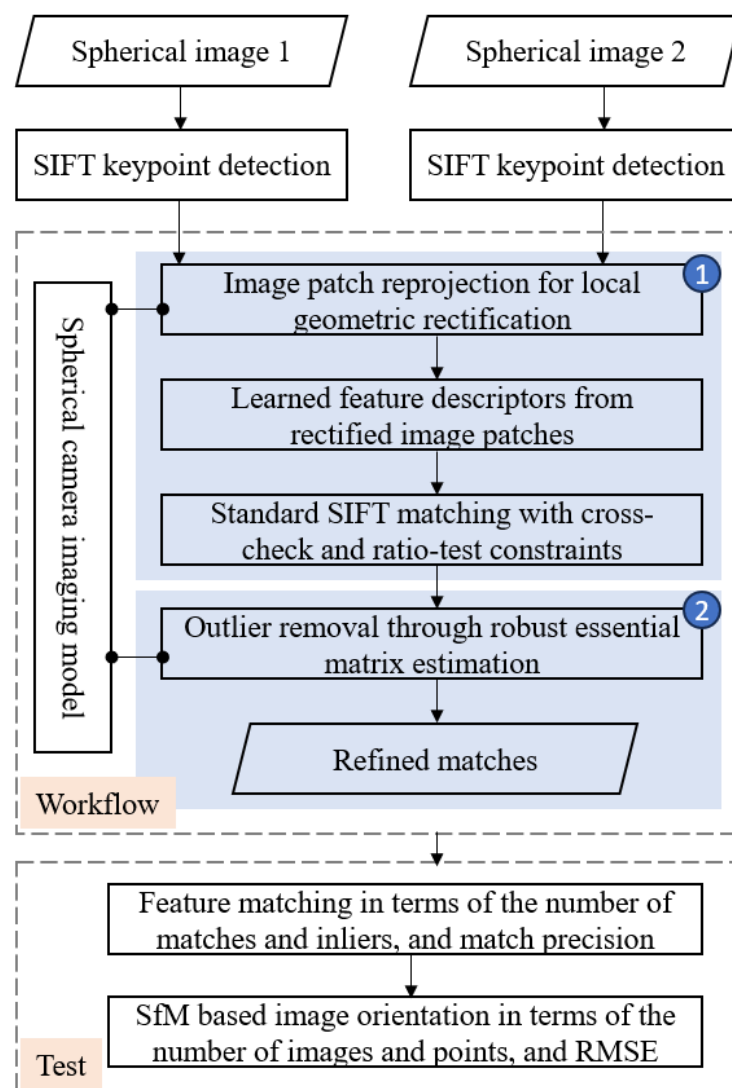 Spherical image 1
Spherical image 2
SIFT keypoint detection
SIFT keypoint detection
Spherical camera imaging model
1
Image patch reprojection for local
geometric rectification
Learned feature descriptors from
rectified image patches
Standard SIFT matching with cross-
check and ratio-test constraints
2
Outlier removal through robust essential
matrix estimation
Refined matches
Workflow
Feature matching in terms of the number of
matches and inliers, and match precision
SfM based image orientation in terms of the
number of images and points, and RMSE
Test